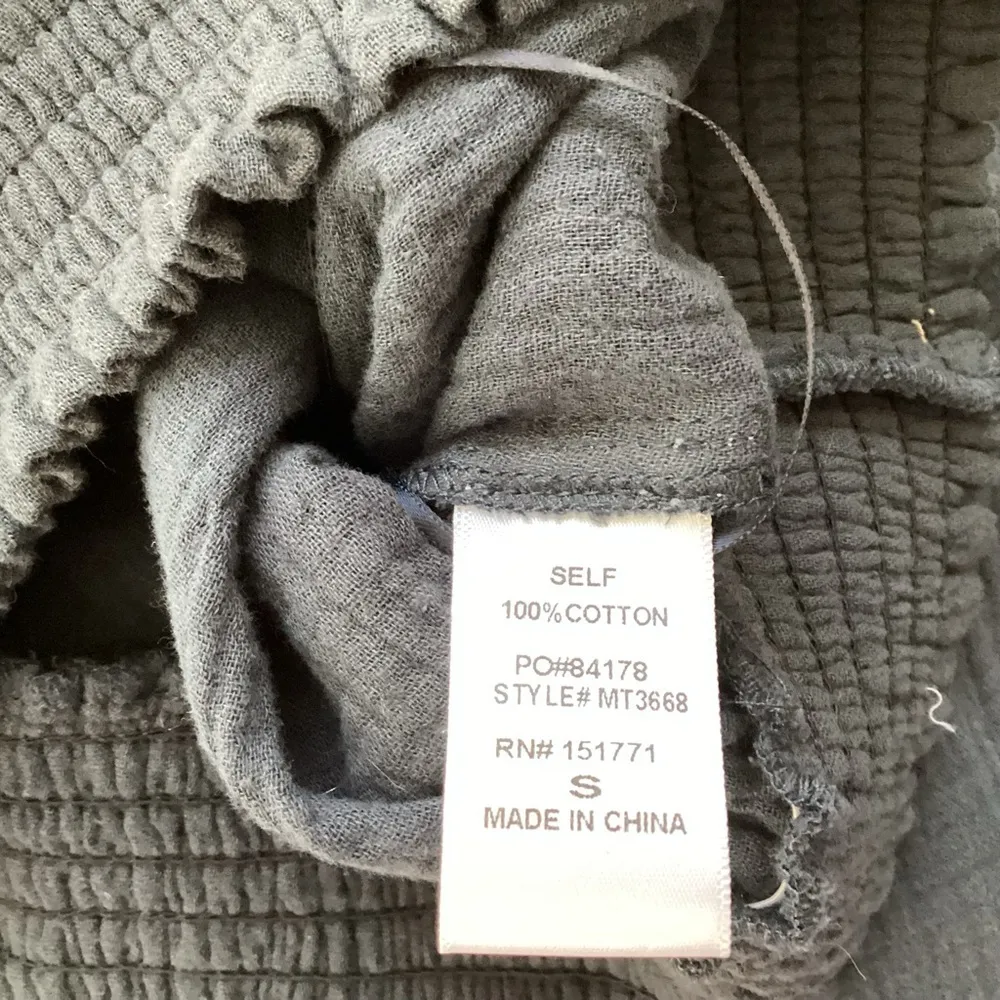 SELF
100%COTTON
PO#84178
STYLE# MT3668
RN# 151771
S
MADE IN CHINA